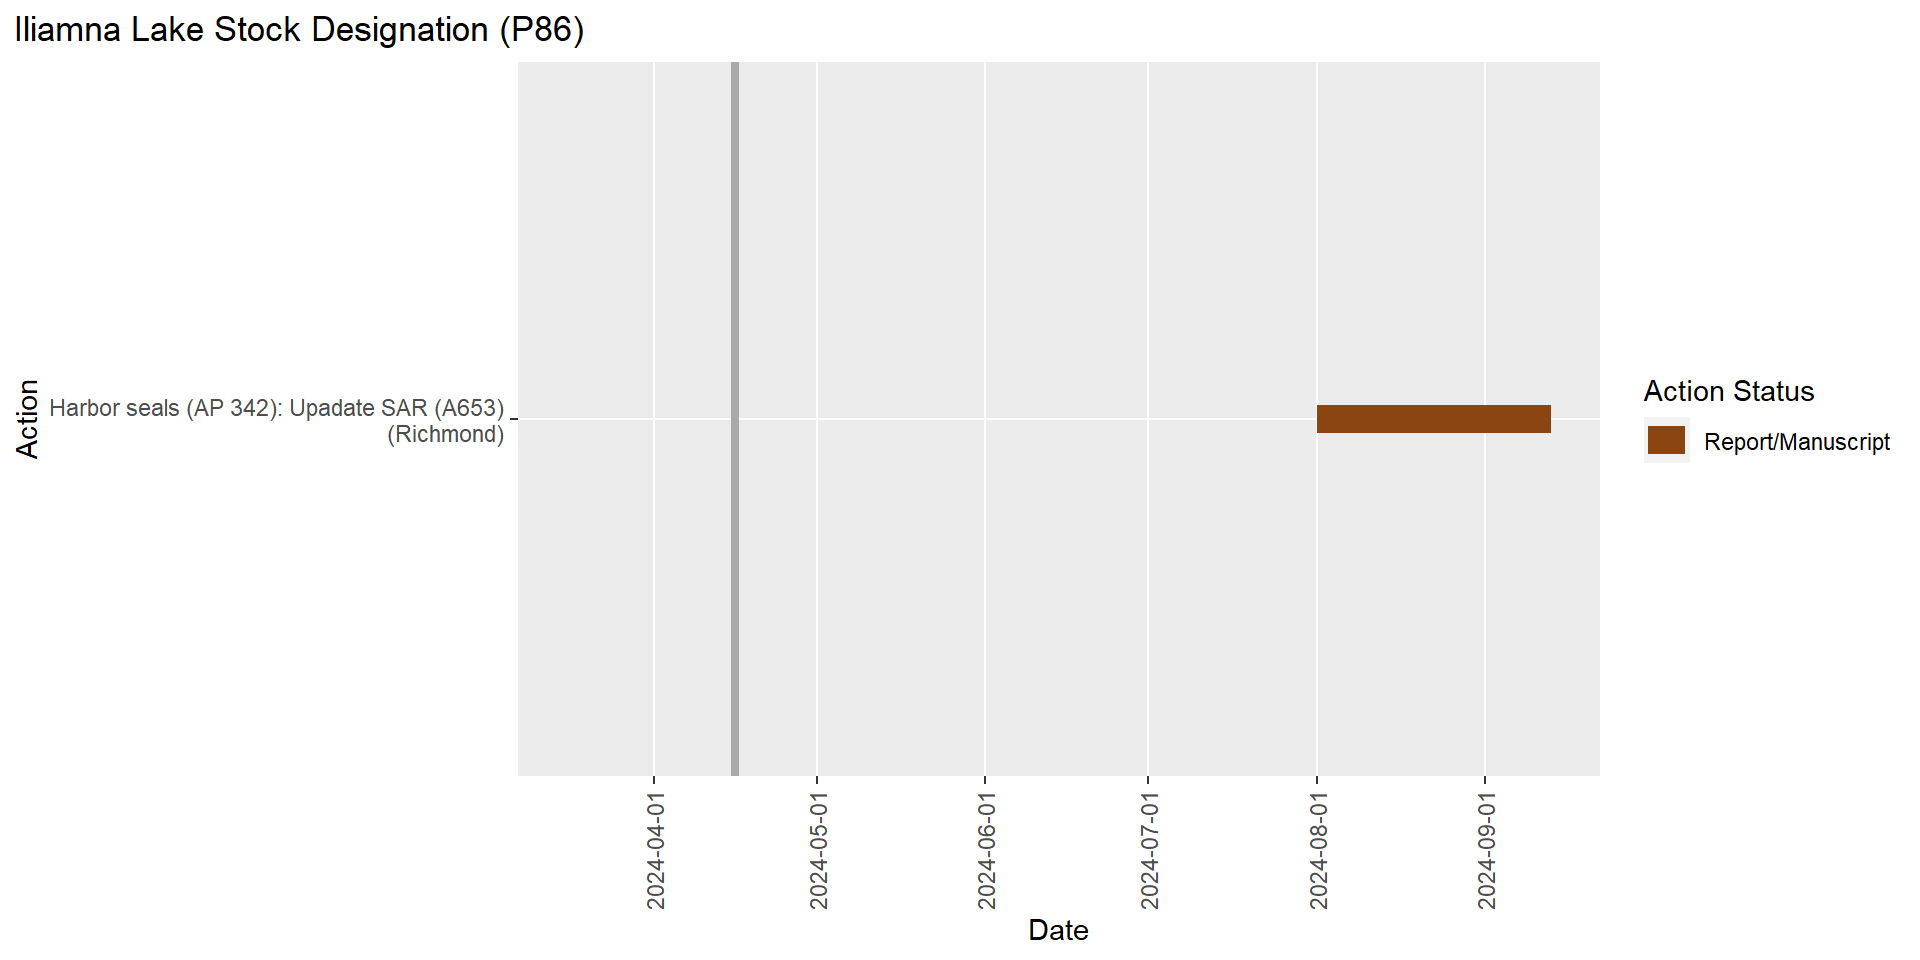 Iliamna Lake Stock Designation (P86)
Action
Harbor seals (AP 342): Upadate SAR (A653)
(Richmond)
2024-04-01
2024-05-01
2024-06-01
2024-07-01
2024-08-01
2024-09-01
Date
Action Status
Report/Manuscript